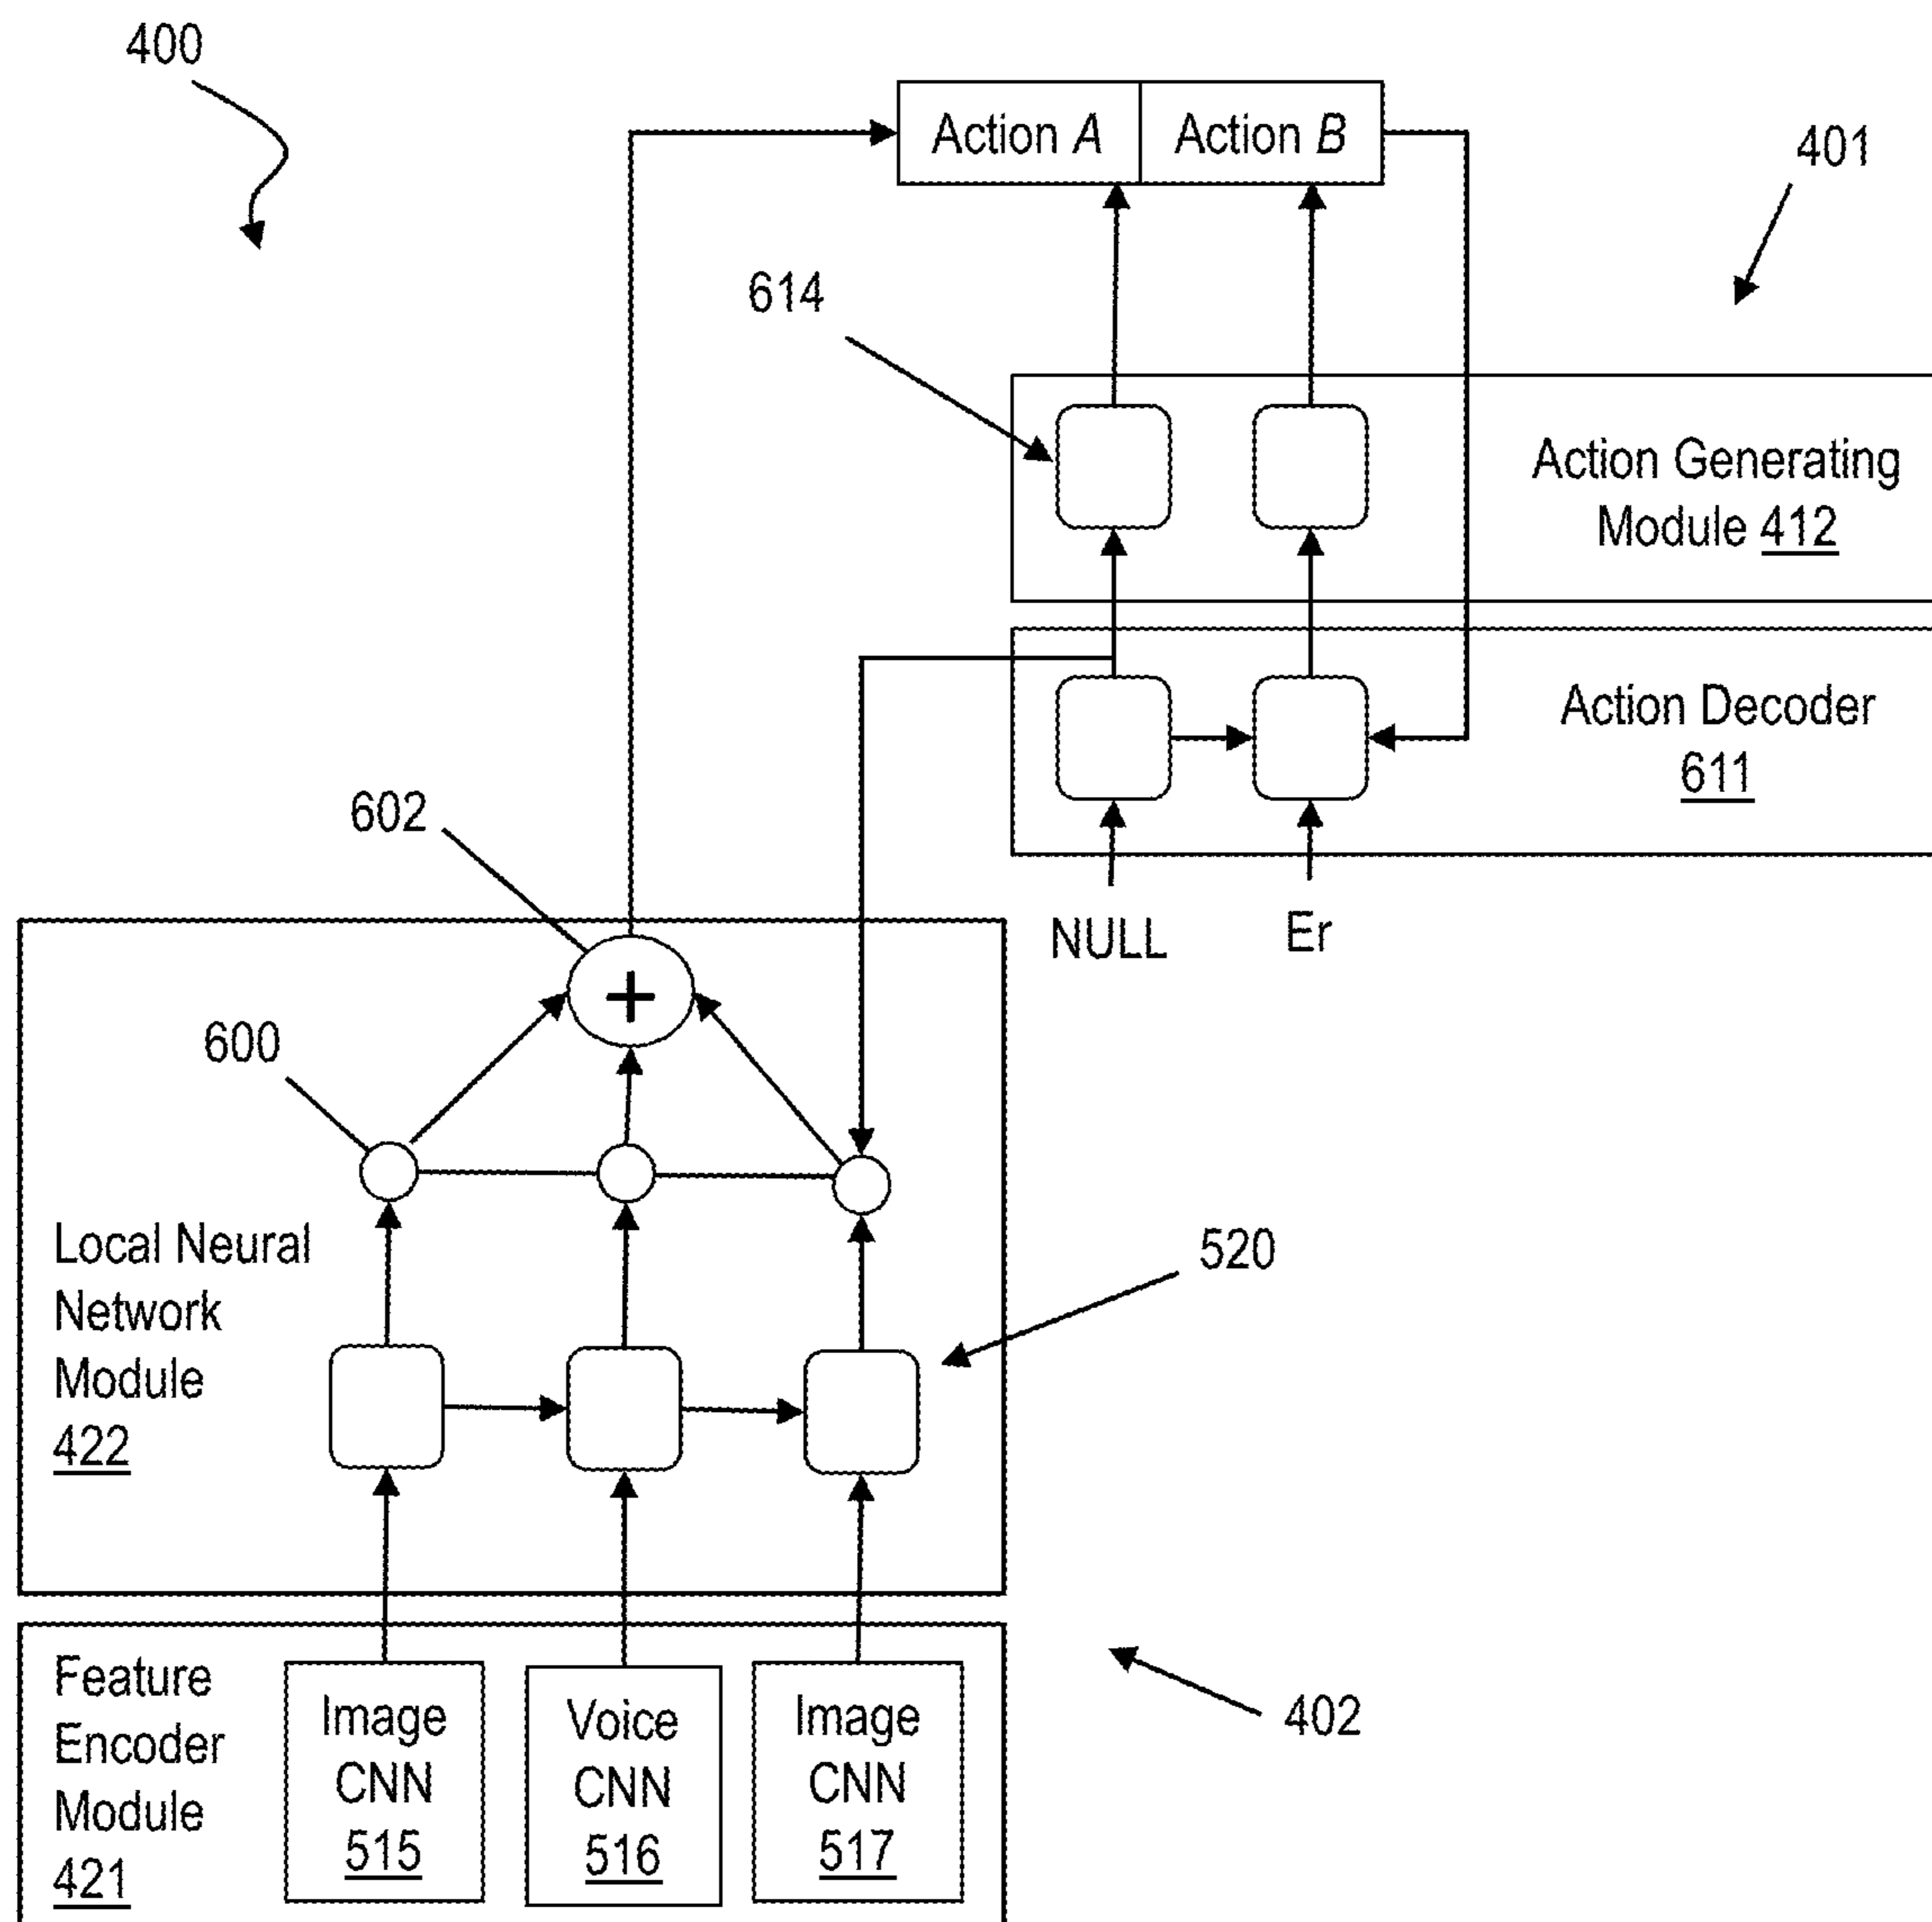 400
Action A
Action B
401
614
Action Generating
Module 412
Action Decoder
611
602
NULL
Er
600
Local Neural
Network
Module
422
520
Feature
Encoder
Module
421
Image
CNN
515
Voice
CNN
516
Image
CNN
517
402